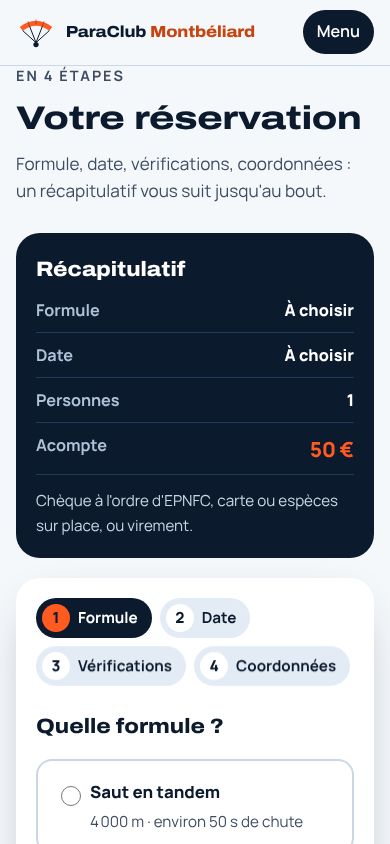 ParaClub Montbéliard
Menu
EN 4 ÉTAPES
Votre réservation
Formule, date, vérifications, coordonnées :
un récapitulatif vous suit jusqu'au bout.
Récapitulatif
Formule À choisir
Date À choisir
Personnes 1
Acompte 50 €
Chèque à l'ordre d'EPNFC, carte ou espèces
sur place, ou virement.
1 Formule 2 Date
3 Vérifications 4 Coordonnées
Quelle formule ?
Saut en tandem
4 000 m · environ 50 s de chute